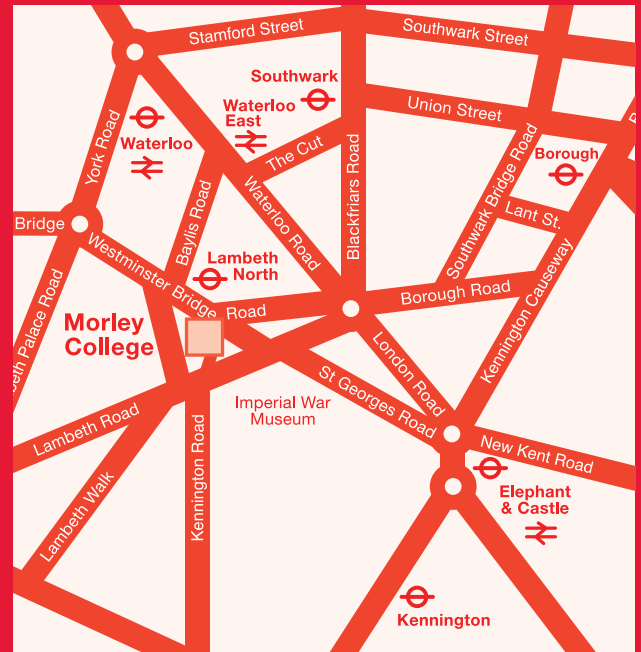 Stamford Street
Southwark Street
Southwark
Waterloo
East
Union Street
Waterloo
York Road
The Cut
Blackfriars Road
Borough
Southwark Bridge Road
Baylis Road
Waterloo Road
Lant St.
Bridge
Westminster Bridge
Road
Lambeth
North
Borough Road
Kennington Causeway
Morley
College
London Road
St Georges Road
Imperial War
Museum
Lambeth Road
Kennington Road
New Kent Road
Lambeth Walk
Elephant
& Castle
Kennington